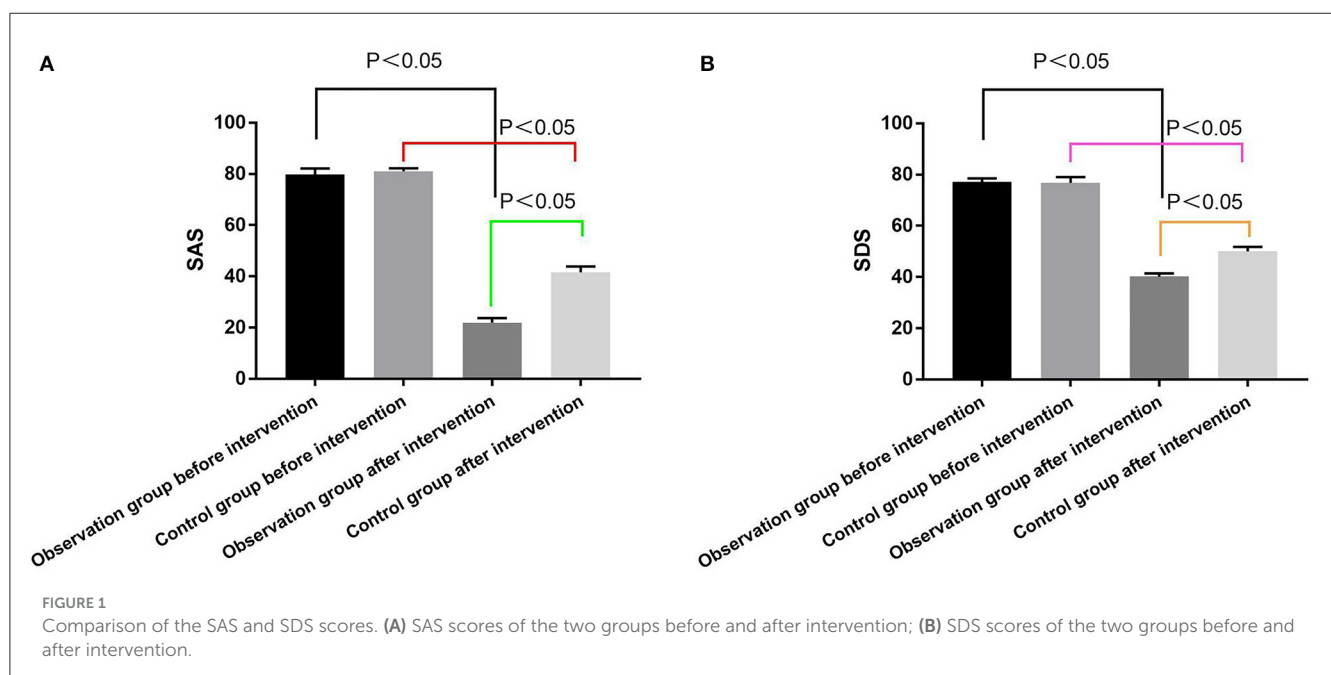 A
P<0.05
P<0.05
P<0.05
SAS
100
80
60
40
20
0
Observation group before intervention
Control group before intervention
Observation group after intervention
Control group after intervention
B
P<0.05
P<0.05
P<0.05
SDS
100
80
60
40
20
0
Observation group before intervention
Control group before intervention
Observation group after intervention
Control group after intervention
FIGURE 1
Comparison of the SAS and SDS scores. (A) SAS scores of the two groups before and after intervention; (B) SDS scores of the two groups before and
after intervention.